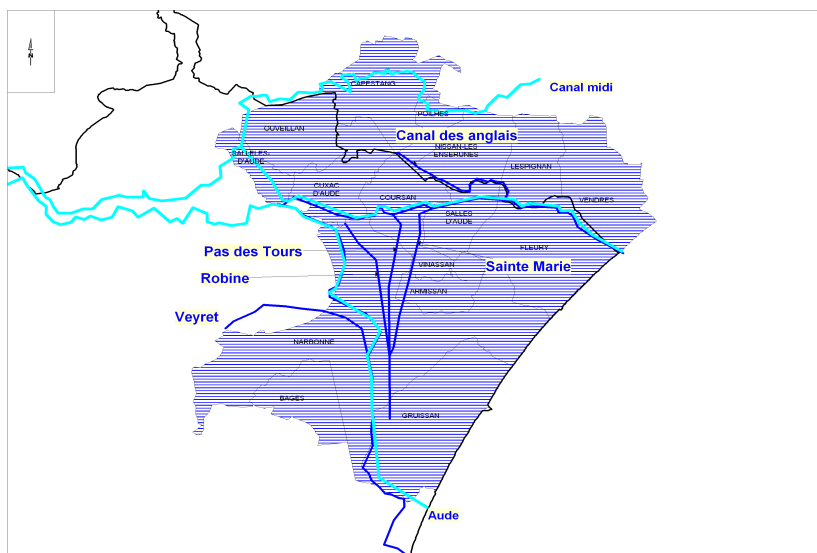 N
CAPESTANG
Canal midi
POILHES
OUVEILLAN
Canal des anglais
NISSAN-LES
ENSERUNES
SALLELES-
D'AUDE
LESPIGNAN
CUXAC
D'AUDE
COURSAN
VENDRES
SALLES
D'AUDE
FLEURY
Pas des Tours
VINASSAN
Sainte Marie
Robine
ARMISSAN
Veyret
NARBONNE
BAGES
GRUISSAN
Aude